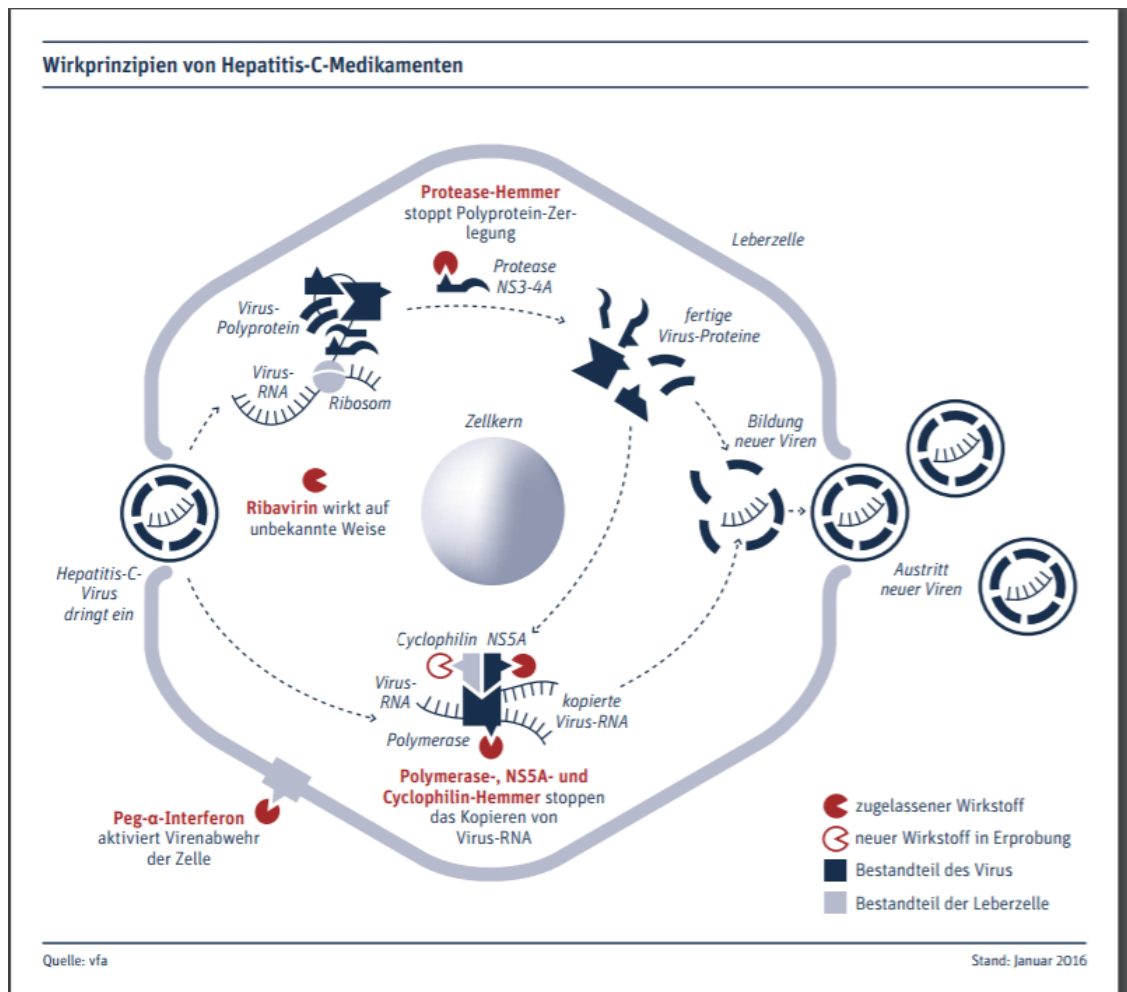 Wirkprinzipien von Hepatitis-C-Medikamenten
Protease-Hemmer
stoppt Polyprotein-Zer-
legung
Leberzelle
Protease
NS3-4A
Virus-
Polyprotein
fertige
Virus-Proteine
Virus-
RNA
Ribosom
Zellkern
Bildung
neuer Viren
Ribavirin wirkt auf
unbekannte Weise
Hepatitis-C-
Virus
dringt ein
Austritt
neuer Viren
Cyclophilin NS5A
Virus-
RNA
kopierte
Virus-RNA
Polymerase
Polymerase-, NS5A- und
Cyclophilin-Hemmer stoppen
das Kopieren von
Virus-RNA
Peg-α-Interferon
aktiviert Virenabwehr
der Zelle
zugelassener Wirkstoff
neuer Wirkstoff in Erprobung
Bestandteil des Virus
Bestandteil der Leberzelle
Quelle: vfa
Stand: Januar 2016